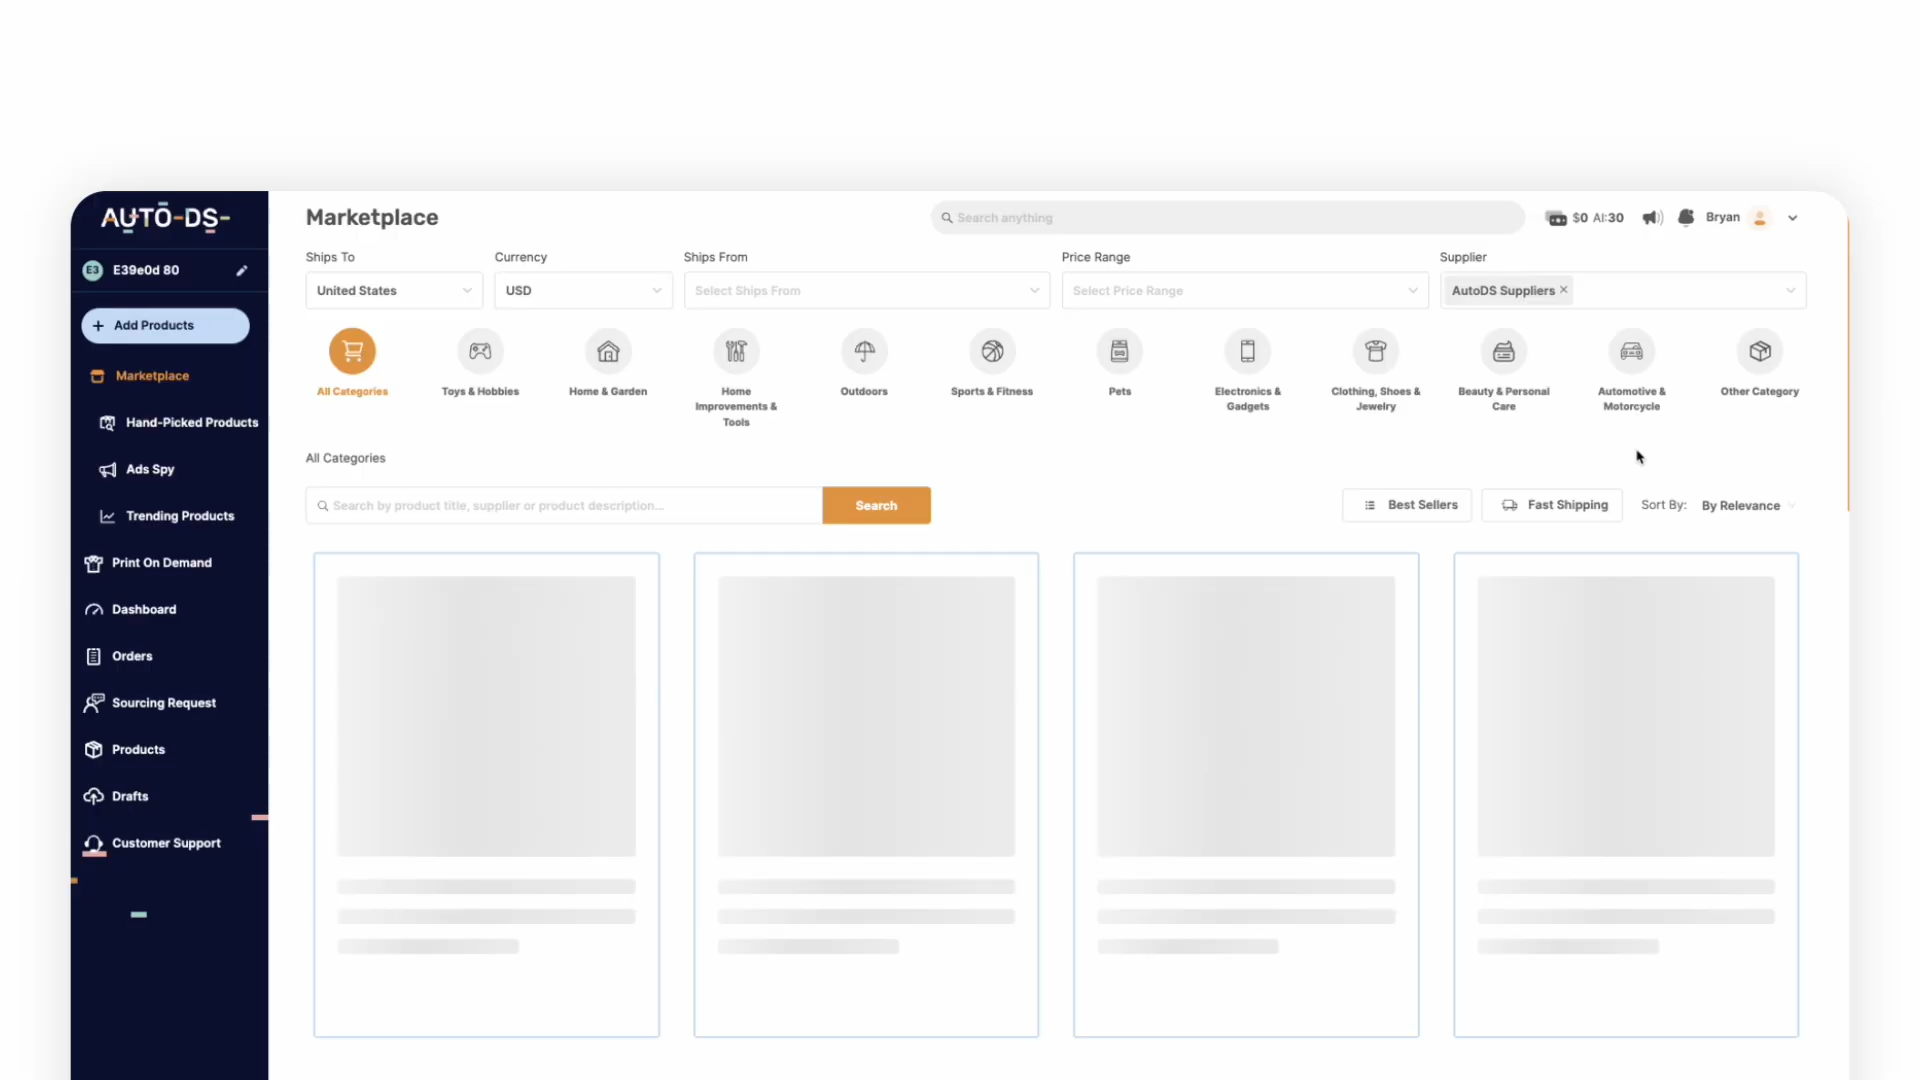 AUTO-DS-
Marketplace
Search anything
$0 AI:30
Bryan
E3 E39e0d 80
Ships To
Currency
Ships From
Price Range
Supplier
United States
USD
Select Ships From
Select Price Range
AutoDS Suppliers ×
+ Add Products
Marketplace
Hand-Picked Products
Ads Spy
Trending Products
Print On Demand
Dashboard
Orders
Sourcing Request
Products
Drafts
Customer Support
All Categories
Toys & Hobbies
Home & Garden
Home
Improvements &
Tools
Outdoors
Sports & Fitness
Pets
Electronics &
Gadgets
Clothing, Shoes &
Jewelry
Beauty & Personal
Care
Automotive &
Motorcycle
Other Category
All Categories
Search by product title, supplier or product description...
Search
Best Sellers
Fast Shipping
Sort By:
By Relevance